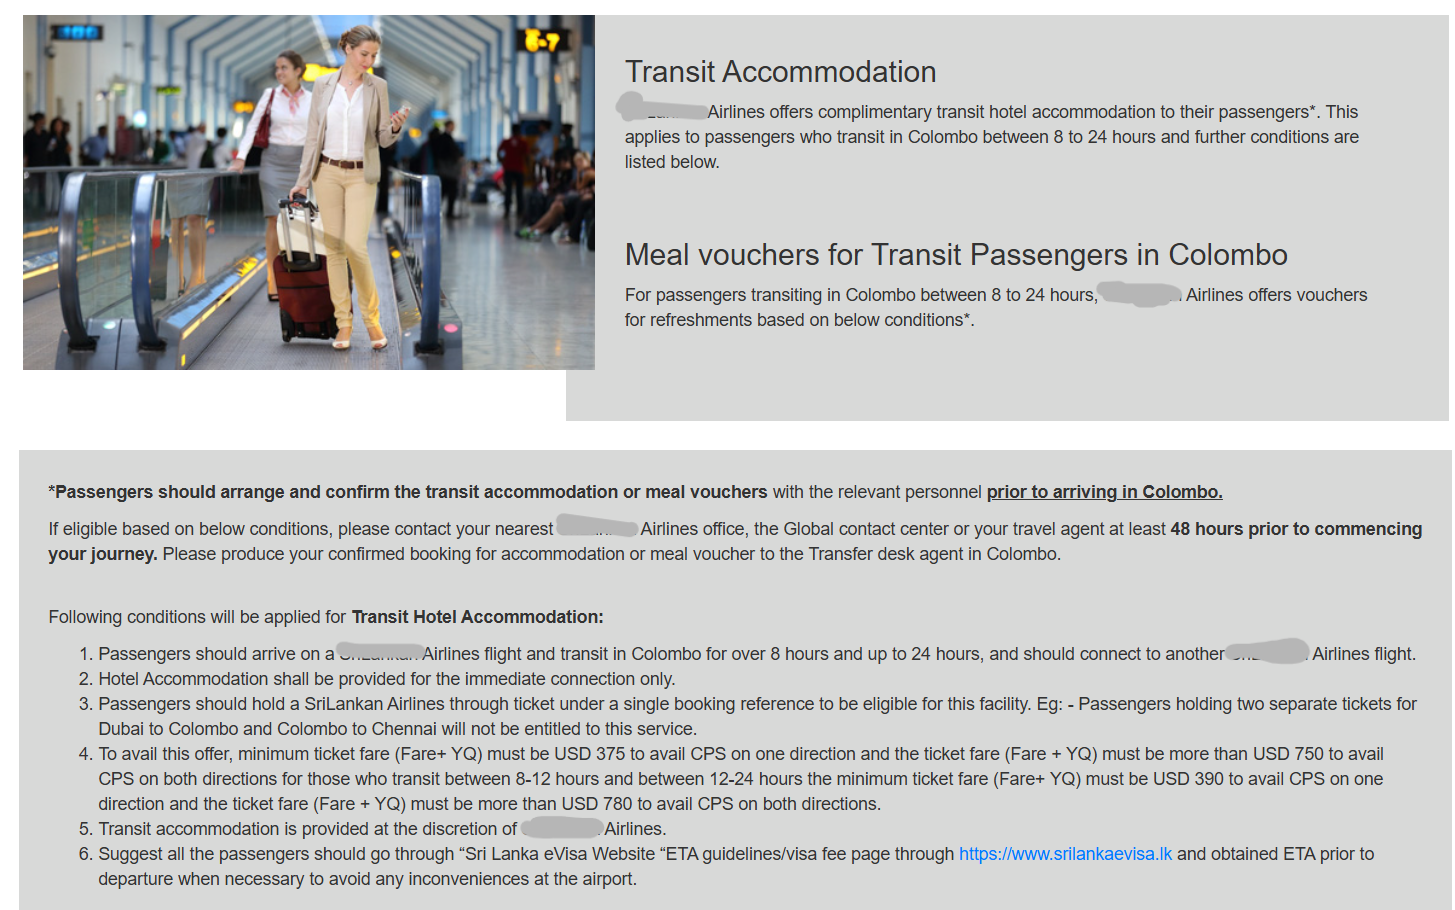 106
6-7
Transit Accommodation
Airlines offers complimentary transit hotel accommodation to their passengers*. This
applies to passengers who transit in Colombo between 8 to 24 hours and further conditions are
listed below.
Meal vouchers for Transit Passengers in Colombo
For passengers transiting in Colombo between 8 to 24 hours, Airlines offers vouchers
for refreshments based on below conditions*.
*Passengers should arrange and confirm the transit accommodation or meal vouchers with the relevant personnel prior to arriving in Colombo.
If eligible based on below conditions, please contact your nearest Airlines office, the Global contact center or your travel agent at least 48 hours prior to commencing
your journey. Please produce your confirmed booking for accommodation or meal voucher to the Transfer desk agent in Colombo.
Following conditions will be applied for Transit Hotel Accommodation:
1. Passengers should arrive on a Airlines flight and transit in Colombo for over 8 hours and up to 24 hours, and should connect to another Airlines flight.
2. Hotel Accommodation shall be provided for the immediate connection only.
3. Passengers should hold a SriLankan Airlines through ticket under a single booking reference to be eligible for this facility. Eg: - Passengers holding two separate tickets for
Dubai to Colombo and Colombo to Chennai will not be entitled to this service.
4. To avail this offer, minimum ticket fare (Fare+ YQ) must be USD 375 to avail CPS on one direction and the ticket fare (Fare + YQ) must be more than USD 750 to avail
CPS on both directions for those who transit between 8-12 hours and between 12-24 hours the minimum ticket fare (Fare+ YQ) must be USD 390 to avail CPS on one
direction and the ticket fare (Fare + YQ) must be more than USD 780 to avail CPS on both directions.
5. Transit accommodation is provided at the discretion of Airlines.
6. Suggest all the passengers should go through “Sri Lanka eVisa Website “ETA guidelines/visa fee page through https://www.srilankaevisa.lk and obtained ETA prior to
departure when necessary to avoid any inconveniences at the airport.